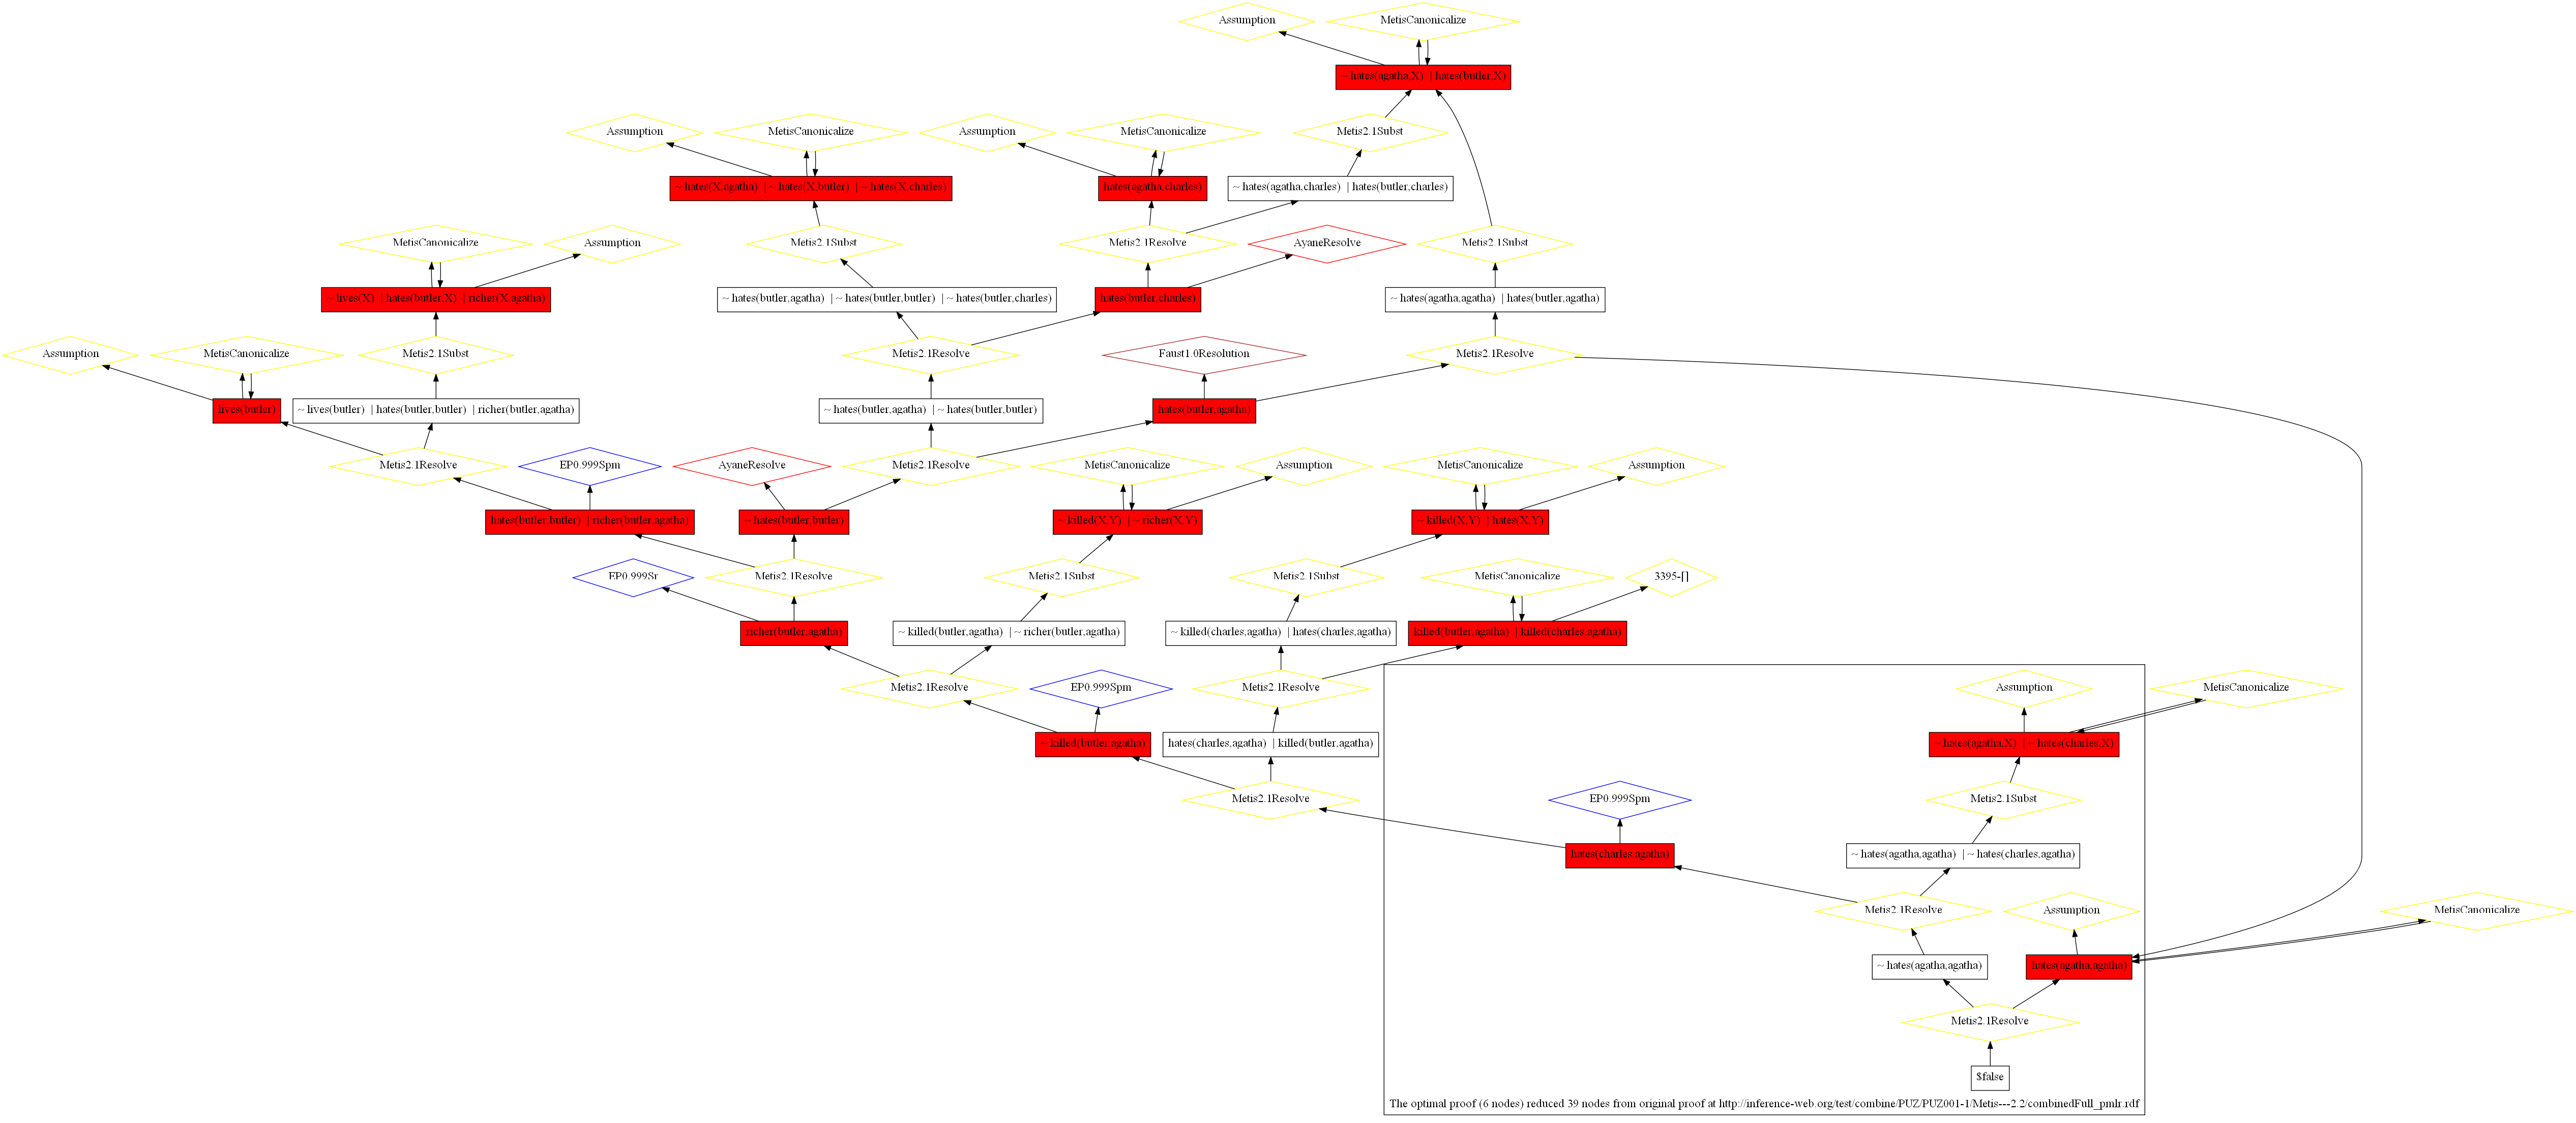 Assumption
MetisCanonicalize
~ hates(agatha,X) | hates(butler,X)
Assumption
MetisCanonicalize
Assumption
MetisCanonicalize
Metis2.1Subst
~ hates(X,agatha) | ~ hates(X,butler) | ~ hates(X,charles)
hates(agatha,charles)
~ hates(agatha,charles) | hates(butler,charles)
MetisCanonicalize
Assumption
Metis2.1Subst
Metis2.1Resolve
AyaneResolve
Metis2.1Subst
~ lives(X) | hates(butler,X) | richer(X,agatha)
~ hates(butler,agatha) | ~ hates(butler,butler) | ~ hates(butler,charles)
hates(butler,charles)
~ hates(agatha,agatha) | hates(butler,agatha)
Assumption
MetisCanonicalize
Metis2.1Subst
Metis2.1Resolve
Faust1.0Resolution
Metis2.1Resolve
lives(butler)
~ lives(butler) | hates(butler,butler) | richer(butler,agatha)
~ hates(butler,agatha) | ~ hates(butler,butler)
hates(butler,agatha)
Metis2.1Resolve
EP0.999Spm
AyaneResolve
Metis2.1Resolve
MetisCanonicalize
Assumption
MetisCanonicalize
Assumption
hates(butler,butler) | richer(butler,agatha)
~ hates(butler,butler)
~ killed(X,Y) | ~ richer(X,Y)
~ killed(X,Y) | hates(X,Y)
EP0.999Sr
Metis2.1Resolve
Metis2.1Subst
Metis2.1Subst
MetisCanonicalize
3395-[]
richer(butler,agatha)
~ killed(butler,agatha) | ~ richer(butler,agatha)
~ killed(charles,agatha) | hates(charles,agatha)
killed(butler,agatha) | killed(charles,agatha)
Metis2.1Resolve
EP0.999Spm
Metis2.1Resolve
Assumption
MetisCanonicalize
~ killed(butler,agatha)
hates(charles,agatha) | killed(butler,agatha)
~ hates(agatha,X) | ~ hates(charles,X)
Metis2.1Resolve
EP0.999Spm
Metis2.1Subst
hates(charles,agatha)
~ hates(agatha,agatha) | ~ hates(charles,agatha)
Metis2.1Resolve
Assumption
MetisCanonicalize
~ hates(agatha,agatha)
hates(agatha,agatha)
Metis2.1Resolve
$false
The optimal proof (6 nodes) reduced 39 nodes from original proof at http://inference-web.org/test/combine/PUZ/PUZ001-1/Metis---2.2/combinedFull_pmlr.rdf